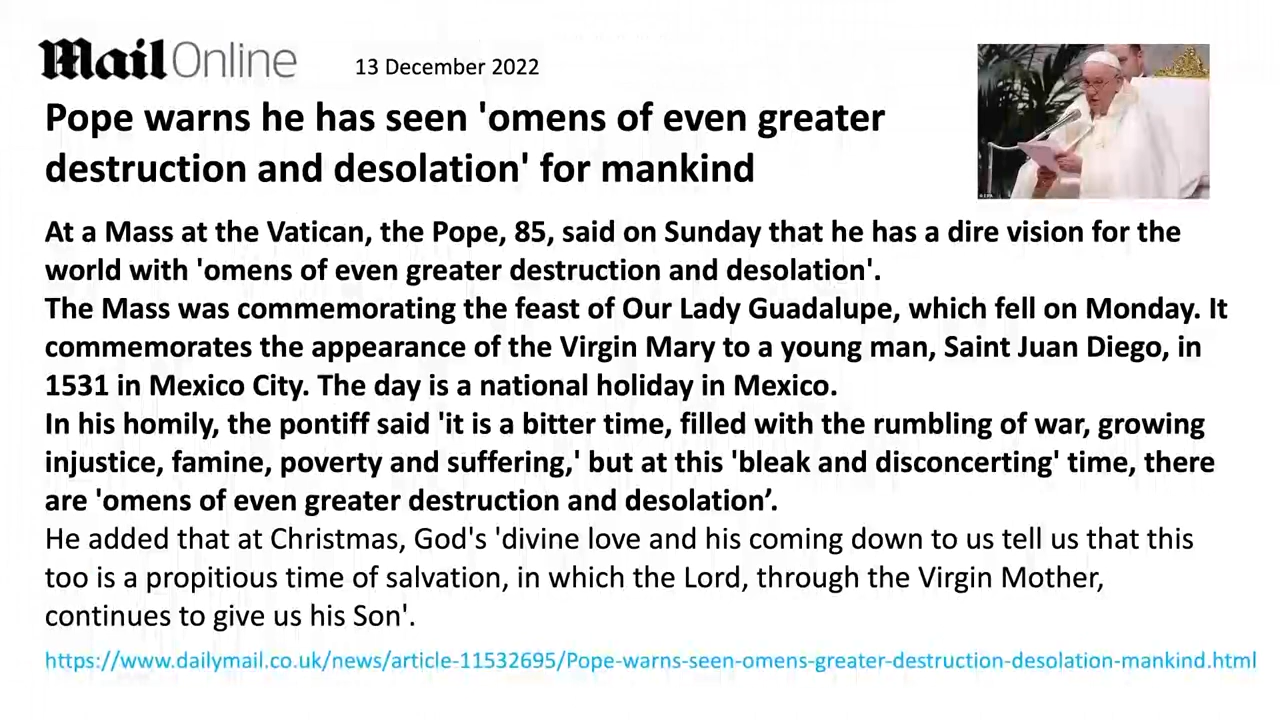 Mail Online
13 December 2022
Pope warns he has seen 'omens of even greater
destruction and desolation' for mankind
At a Mass at the Vatican, the Pope, 85, said on Sunday that he has a dire vision for the
world with 'omens of even greater destruction and desolation'.
The Mass was commemorating the feast of Our Lady Guadalupe, which fell on Monday. It
commemorates the appearance of the Virgin Mary to a young man, Saint Juan Diego, in
1531 in Mexico City. The day is a national holiday in Mexico.
In his homily, the pontiff said 'it is a bitter time, filled with the rumbling of war, growing
injustice, famine, poverty and suffering,' but at this 'bleak and disconcerting' time, there
are 'omens of even greater destruction and desolation’.
He added that at Christmas, God's 'divine love and his coming down to us tell us that this
too is a propitious time of salvation, in which the Lord, through the Virgin Mother,
continues to give us his Son'.
https://www.dailymail.co.uk/news/article-11532695/Pope-warns-seen-omens-greater-destruction-desolation-mankind.html